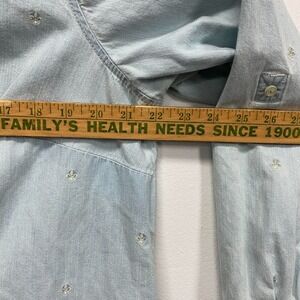 17 18 19 20 21 22 23 24 25 26
FAMILY'S HEALTH NEEDS SINCE 1900